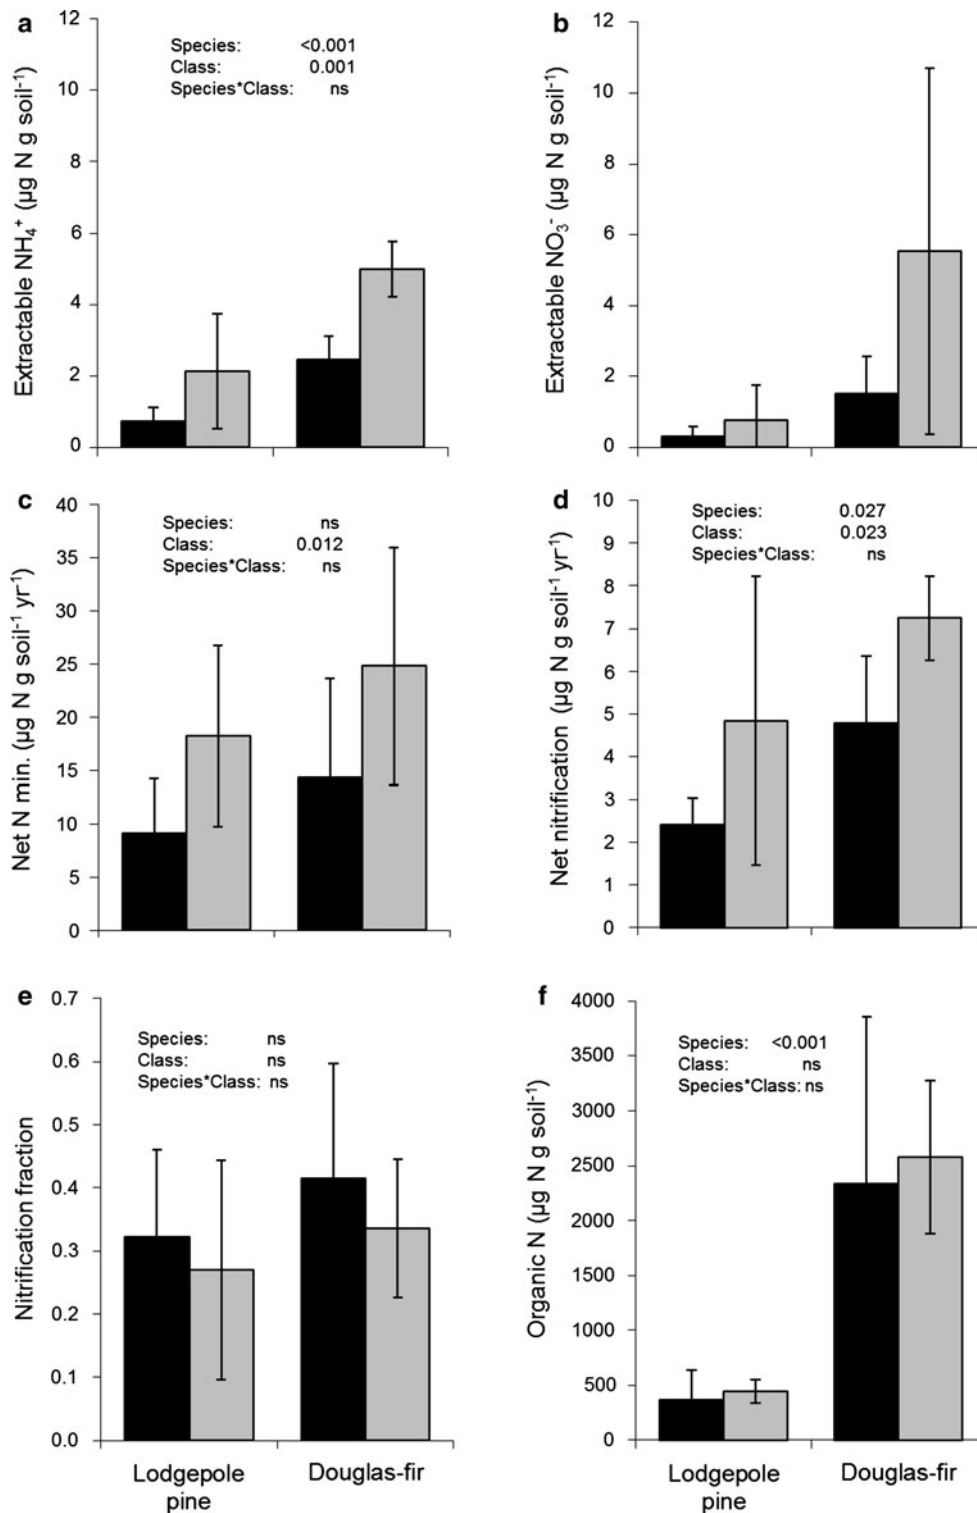 a
Extractable NH₄⁺ (µg N g soil⁻¹)
12
10
8
6
4
2
0
Species: <0.001
Class: 0.001
Species*Class: ns
b
Extractable NO₃⁻ (µg N g soil⁻¹)
12
10
8
6
4
2
0
c
Net N min. (µg N g soil⁻¹ yr⁻¹)
40
35
30
25
20
15
10
5
0
Species: ns
Class: 0.012
Species*Class: ns
d
Net nitrification (µg N g soil⁻¹ yr⁻¹)
10
9
8
7
6
5
4
3
2
1
0
Species: 0.027
Class: 0.023
Species*Class: ns
e
Nitrification fraction
0.7
0.6
0.5
0.4
0.3
0.2
0.1
0.0
Species: ns
Class: ns
Species*Class: ns
Lodgepole
pine
Douglas-fir
f
Organic N (µg N g soil⁻¹)
4000
3500
3000
2500
2000
1500
1000
500
0
Species: <0.001
Class: ns
Species*Class: ns
Lodgepole
pine
Douglas-fir